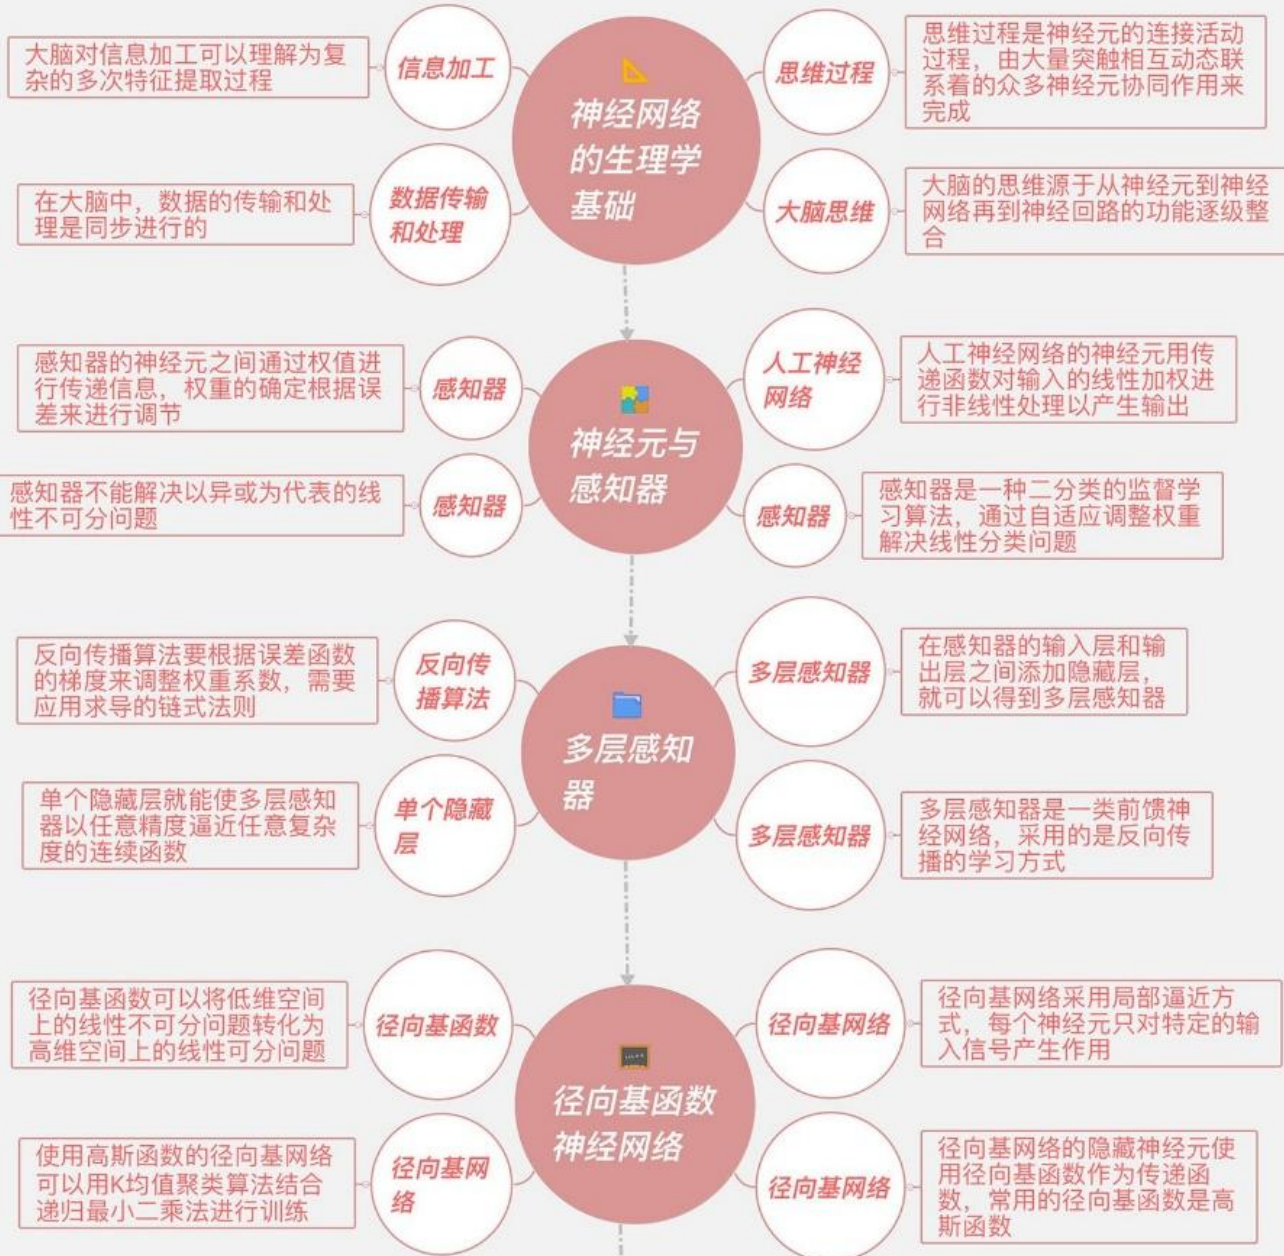 神经网络
的生理学
基础
信息加工
大脑对信息加工可以理解为复
杂的多次特征提取过程
数据传输
和处理
在大脑中，数据的传输和处
理是同步进行的
思维过程
思维过程是神经元的连接活动
过程，由大量突触相互动态联
系着的众多神经元协同作用来
完成
大脑思维
大脑的思维源于从神经元到神经
网络再到神经回路的功能逐级整
合
神经元与
感知器
感知器
感知器的神经元之间通过权值进
行传递信息，权重的确定根据误
差来进行调节
感知器
感知器不能解决以异或为代表的线
性不可分问题
人工神经
网络
人工神经网络的神经元用传
递函数对输入的线性加权进
行非线性处理以产生输出
感知器
感知器是一种二分类的监督学
习算法，通过自适应调整权重
解决线性分类问题
多层感知
器
反向传
播算法
反向传播算法要根据误差函数
的梯度来调整权重系数，需要
应用求导的链式法则
单个隐藏
层
单个隐藏层就能使多层感知
器以任意精度逼近任意复杂
度的连续函数
多层感知器
在感知器的输入层和输
出层之间添加隐藏层，
就可以得到多层感知器
多层感知器
多层感知器是一类前馈神
经网络，采用的是反向传
播的学习方式
径向基函数
神经网络
径向基函数
径向基函数可以将低维空间
上的线性不可分问题转化为
高维空间上的线性可分问题
径向基网
络
使用高斯函数的径向基网络
可以用K均值聚类算法结合
递归最小二乘法进行训练
径向基网络
径向基网络采用局部逼近方
式，每个神经元只对特定的输
入信号产生作用
径向基网络
径向基网络的隐藏神经元使
用径向基函数作为传递函
数，常用的径向基函数是高
斯函数